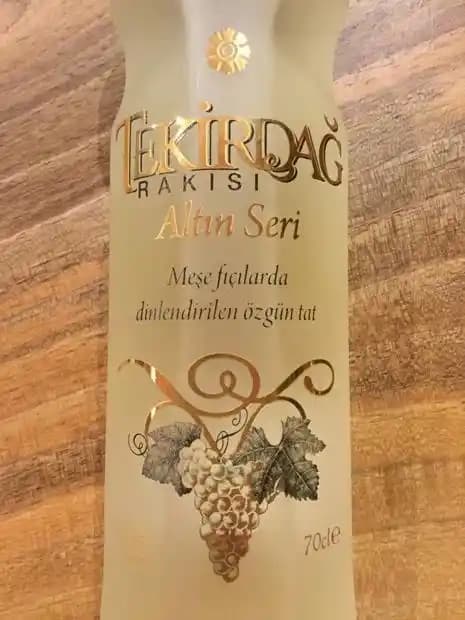 TEKİRDAĞ
RAKISI
Altın Seri
Meşe fıçılarda
dinlendirilen özgün tat
70cl e